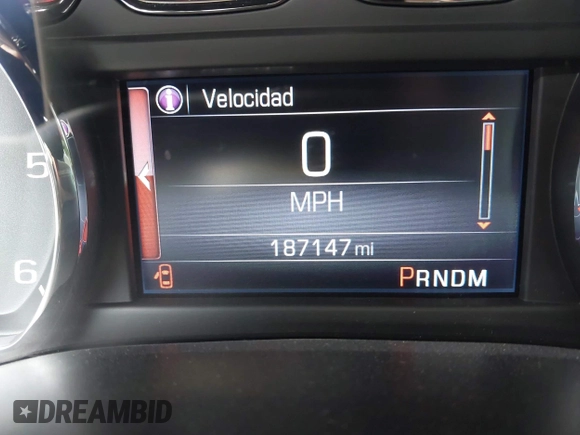 Velocidad
0
MPH
187147 mi
PRNDM
5
6
DREAMBID